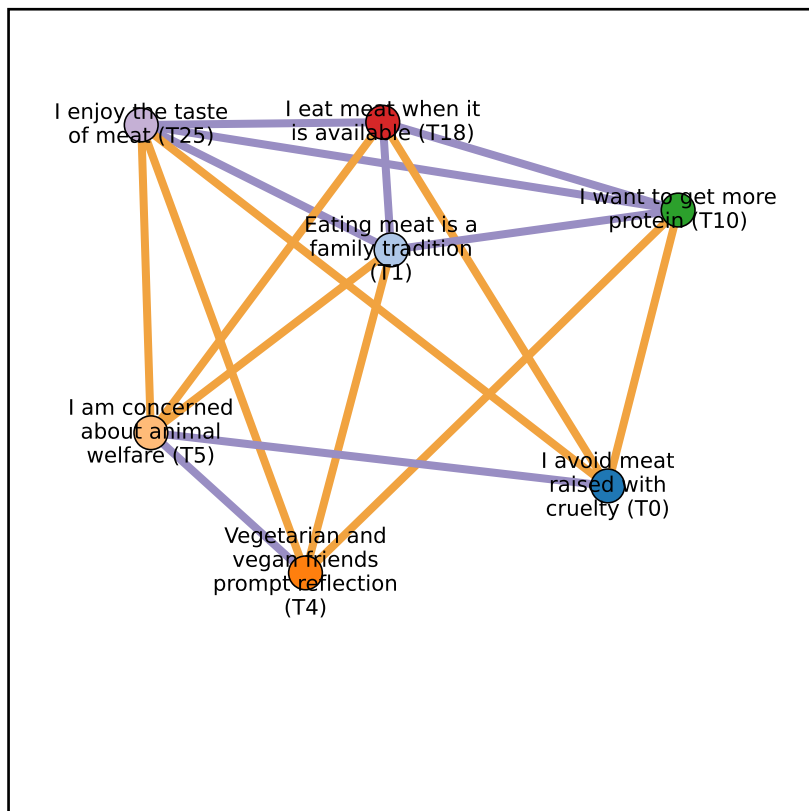 I enjoy the taste
of meat (T25)
I eat meat when it
is available (T18)
I want to get more
protein (T10)
Eating meat is a
family tradition
(T1)
I am concerned
about animal
welfare (T5)
I avoid meat
raised with
cruelty (T0)
Vegetarian and
vegan friends
prompt reflection
(T4)